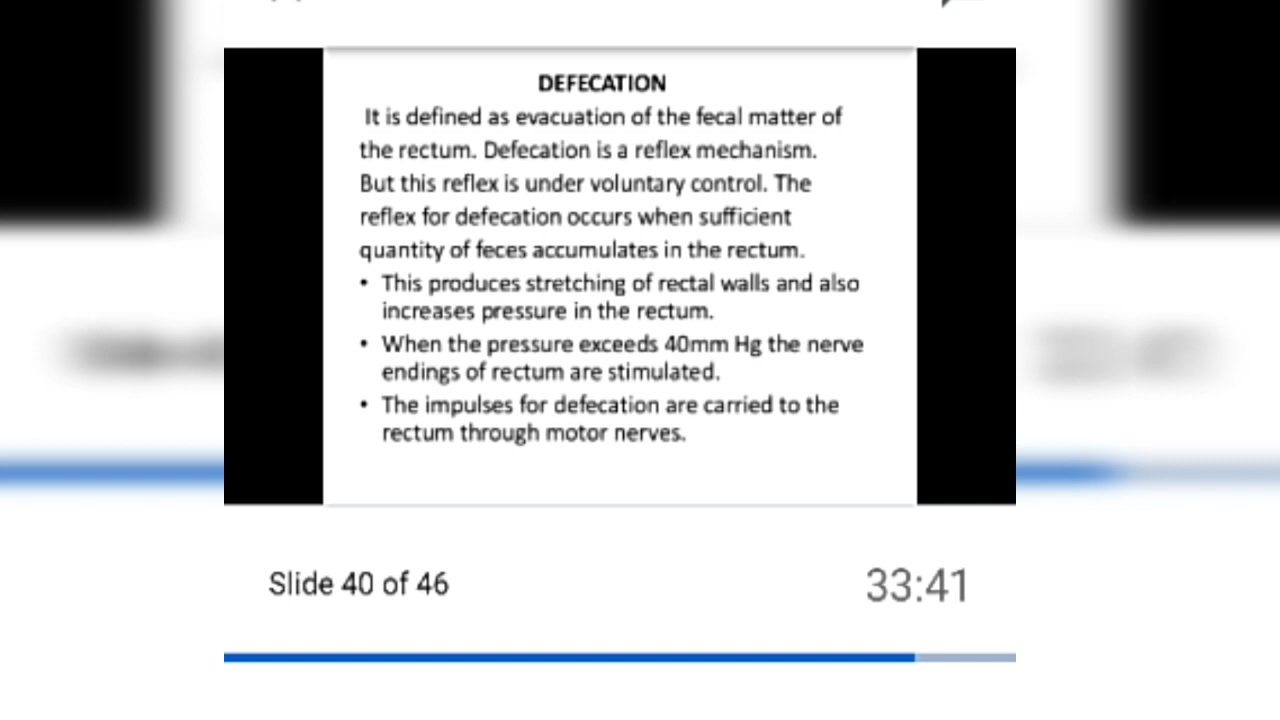 DEFECATION
It is defined as evacuation of the fecal matter of
the rectum. Defecation is a reflex mechanism.
But this reflex is under voluntary control. The
reflex for defecation occurs when sufficient
quantity of feces accumulates in the rectum.
• This produces stretching of rectal walls and also
increases pressure in the rectum.
• When the pressure exceeds 40mm Hg the nerve
endings of rectum are stimulated.
• The impulses for defecation are carried to the
rectum through motor nerves.
Slide 40 of 46
33:41